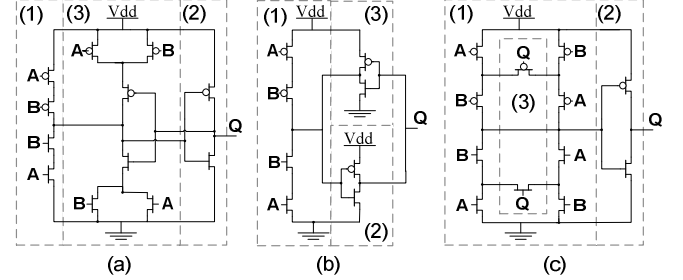 (1) (3) Vdd (2)
A B
A
B
B
Q
A
B A
(a)
(1) Vdd (3)
A
B
Q
Vdd
B
A
(2)
(b)
(1) Vdd (2)
A Q B
B (3) A
Q
B A
A Q B
(c)